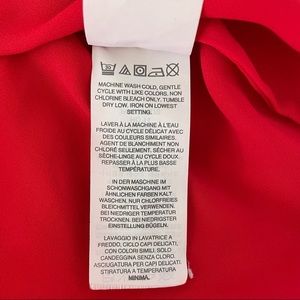 30
MACHINE WASH COLD, GENTLE
CYCLE WITH LIKE COLORS. NON
CHLORINE BLEACH ONLY. TUMBLE
DRY LOW. IRON ON LOWEST
SETTING.
LAVER À LA MACHINE À L'EAU
FROIDE AU CYCLE DÉLICAT AVEC
DES COULEURS SIMILAIRES.
AGENT DE BLANCHIMENT NON
CHLORÉ SEULEMENT. SÉCHER AU
SÈCHE-LINGE AU CYCLE DOUX.
REPASSER À LA PLUS BASSE
TEMPÉRATURE.
IN DER MASCHINE IM
SCHONWASCHGANG MIT
ÄHNLICHEN FARBEN KALT
WASCHEN, NUR CHLORFREIES
BLEICHMITTEL VERWENDEN.
BEI NIEDRIGER TEMPERATUR
TROCKNEN. BEI NIEDRIGSTER
EINSTELLUNG BÜGELN.
LAVAGGIO IN LAVATRICE A
FREDDO, CICLO CAPI DELICATI,
CON COLORI SIMILI. SOLO
CANDEGGINA SENZA CLORO.
ASCIUGATURA PER CAPI DELICATI.
STIRATURA A TEMPERATURA
MINIMA.